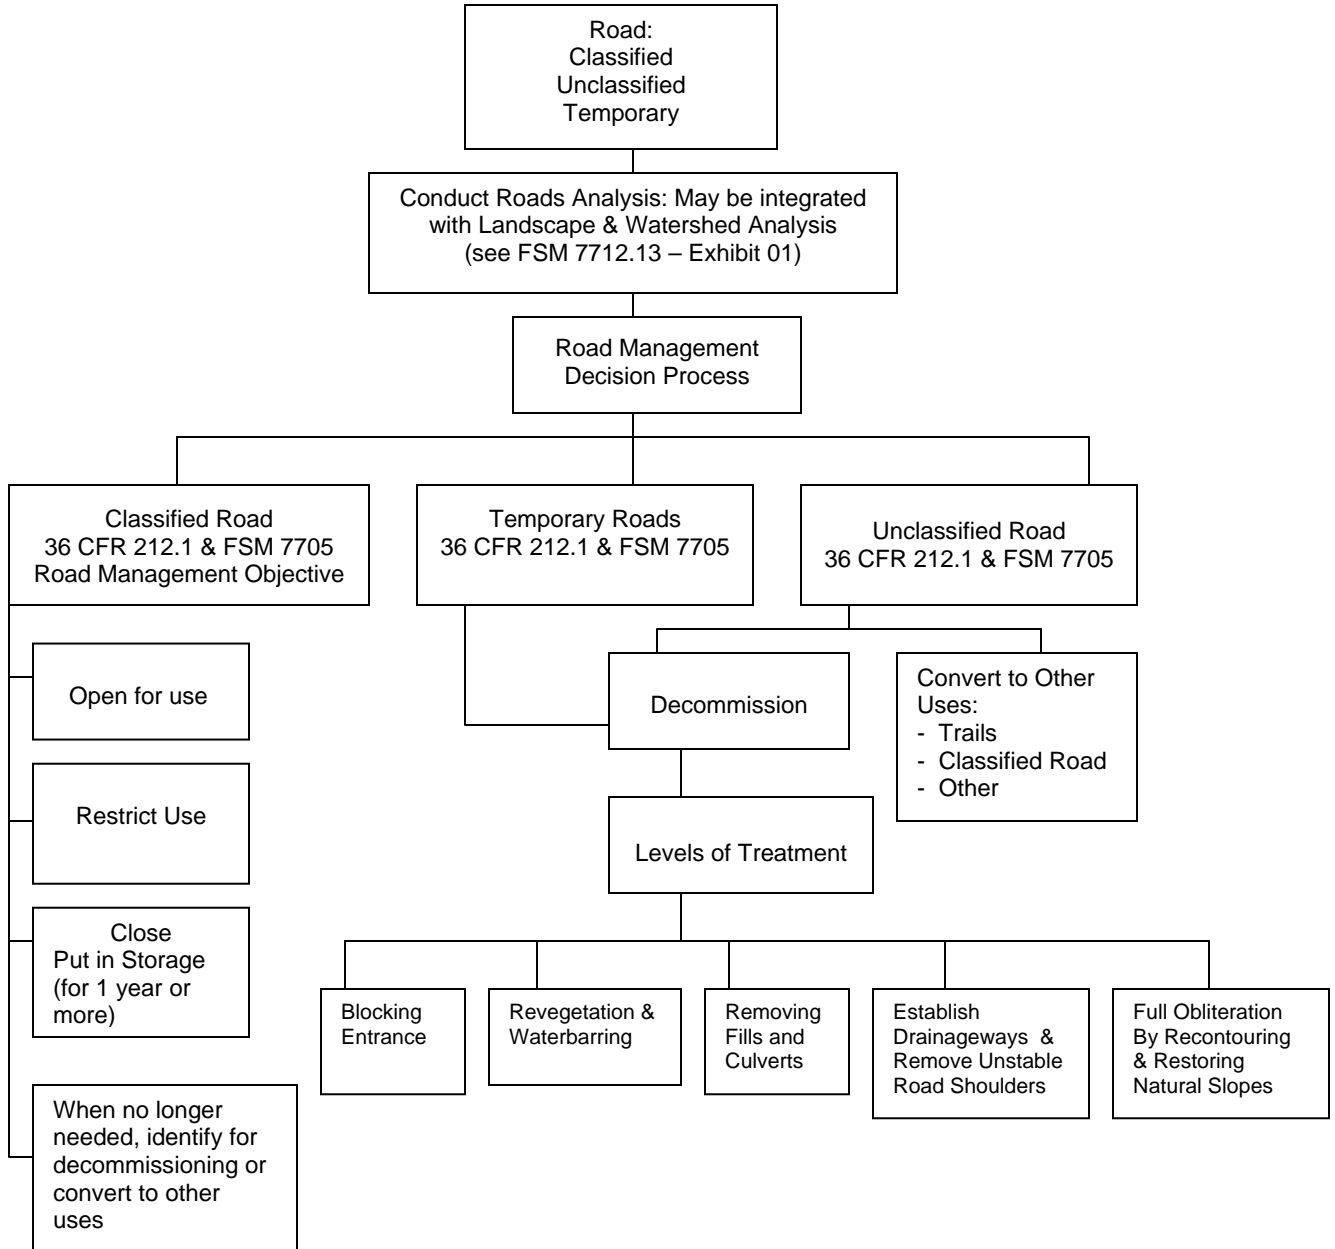 Road:
Classified
Unclassified
Temporary
Conduct Roads Analysis: May be integrated
with Landscape & Watershed Analysis
(see FSM 7712.13 – Exhibit 01)
Road Management
Decision Process
Classified Road
36 CFR 212.1 & FSM 7705
Road Management Objective
Temporary Roads
36 CFR 212.1 & FSM 7705
Unclassified Road
36 CFR 212.1 & FSM 7705
Open for use
Restrict Use
Close
Put in Storage
(for 1 year or
more)
When no longer
needed, identify for
decommissioning or
convert to other
uses
Decommission
Convert to Other
Uses:
- Trails
- Classified Road
- Other
Levels of Treatment
Blocking
Entrance
Revegetation &
Waterbarring
Removing
Fills and
Culverts
Establish
Drainageways &
Remove Unstable
Road Shoulders
Full Obliteration
By Recontouring
& Restoring
Natural Slopes